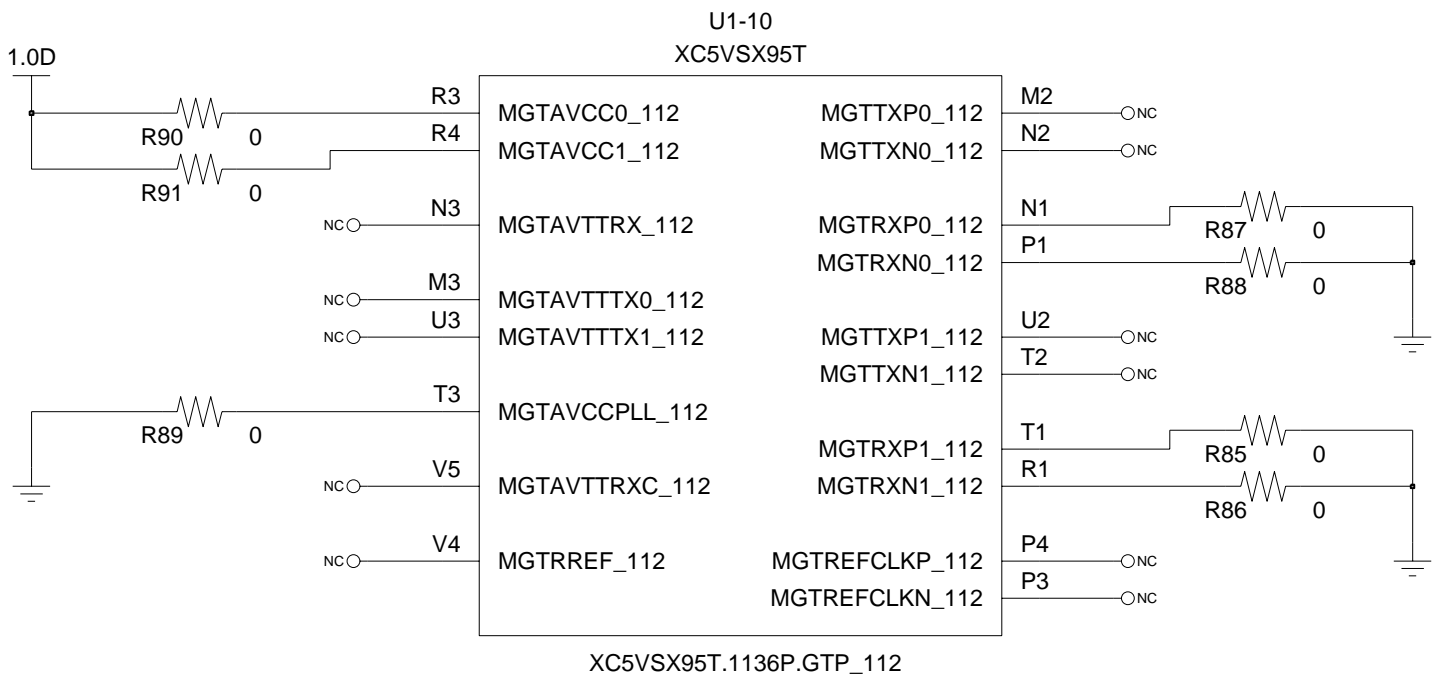 U1-10
XC5VSX95T
1.0D
R3
MGTAVCC0_112
MGTTXP0_112
M2
NC
R90
0
R4
MGTAVCC1_112
MGTTXN0_112
N2
NC
R91
0
NC
N3
MGTAVTTRX_112
MGTRXP0_112
N1
R87
0
MGTRXN0_112
P1
R88
0
NC
M3
MGTAVTTTX0_112
NC
U3
MGTAVTTTX1_112
MGTTXP1_112
U2
NC
MGTTXN1_112
T2
NC
R89
0
T3
MGTAVCCPLL_112
MGTRXP1_112
T1
R85
0
NC
V5
MGTAVTTRXC_112
MGTRXN1_112
R1
R86
0
NC
V4
MGTRREF_112
MGTREFCLKP_112
P4
NC
MGTREFCLKN_112
P3
NC
XC5VSX95T.1136P.GTP_112